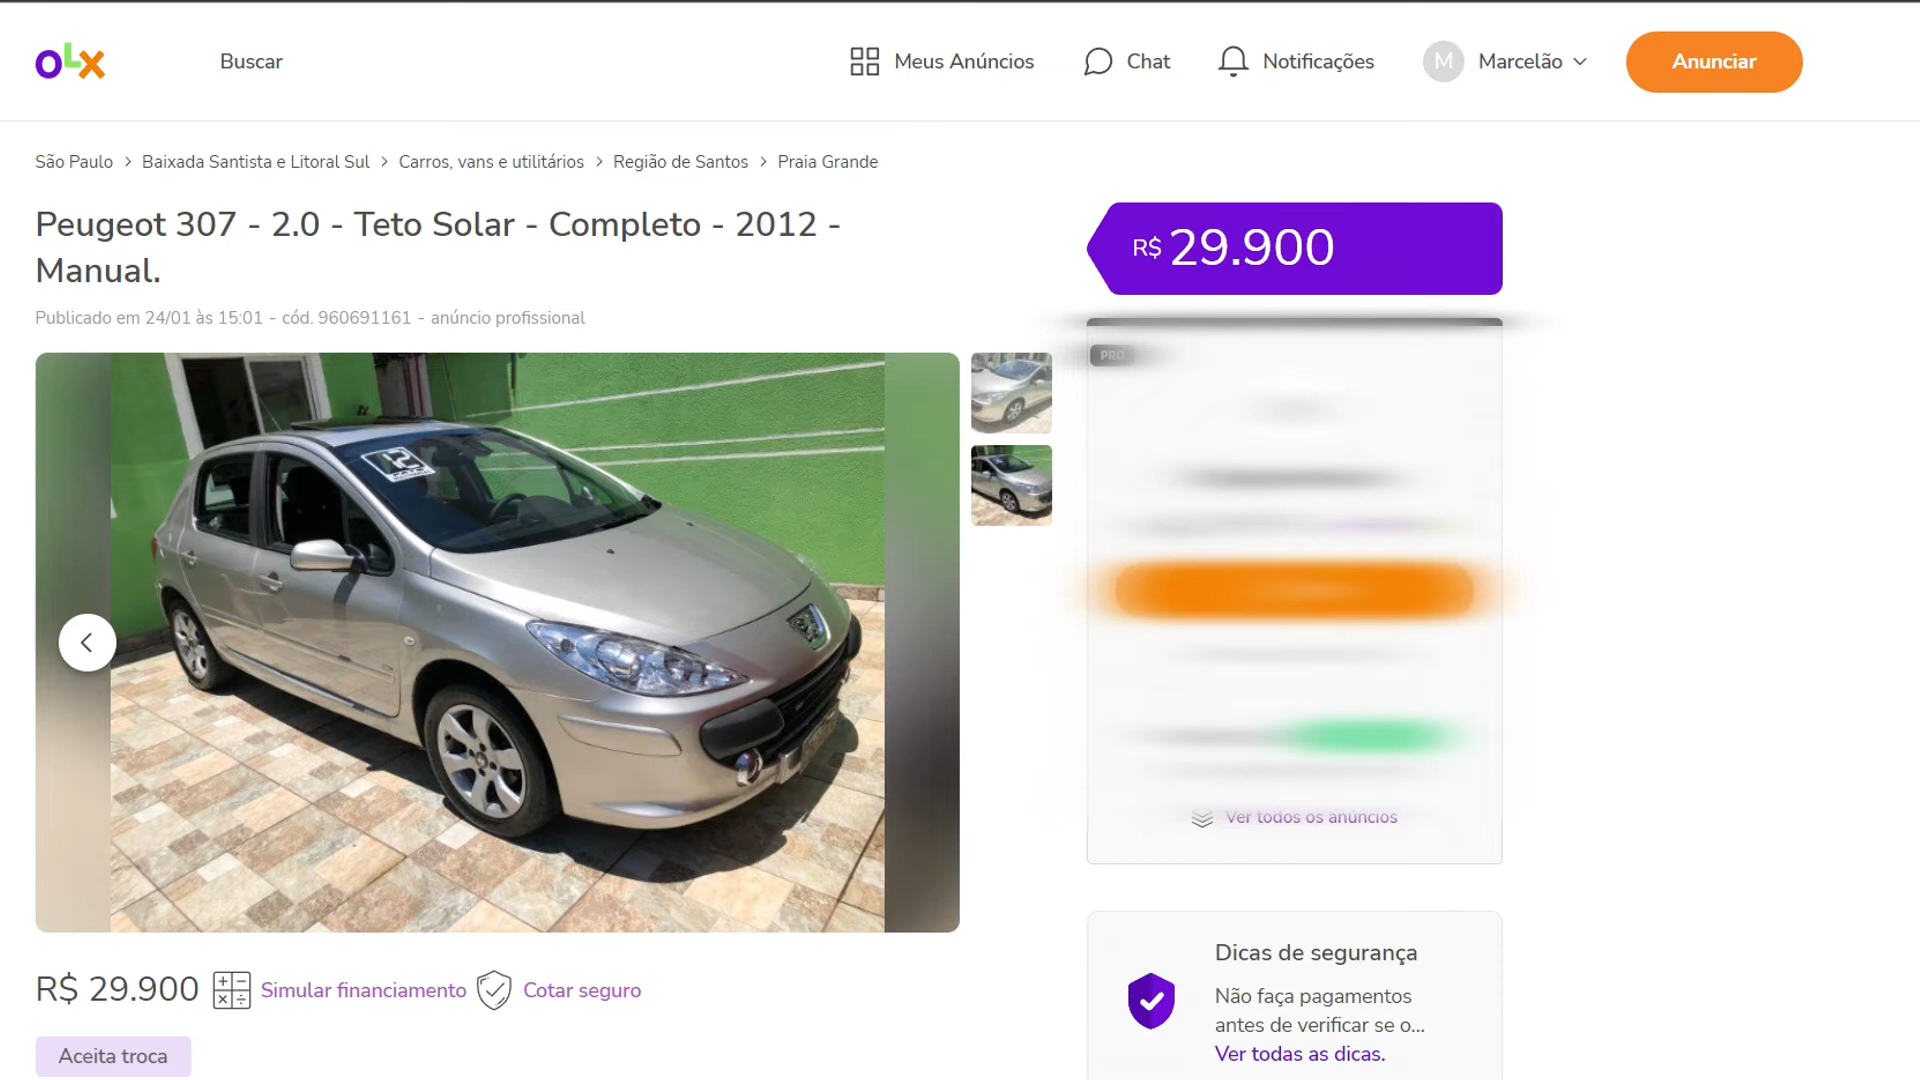 OLX
Buscar
Meus Anúncios
Chat
Notificações
M
Marcelão
Anunciar
São Paulo > Baixada Santista e Litoral Sul > Carros, vans e utilitários > Região de Santos > Praia Grande
Peugeot 307 - 2.0 - Teto Solar - Completo - 2012 -
Manual.
Publicado em 24/01 às 15:01 - cód. 960691161 - anúncio profissional
R$ 29.900
PRO
12
Ver todos os anúncios
Dicas de segurança
Não faça pagamentos
antes de verificar se o...
Ver todas as dicas.
R$ 29.900
Simular financiamento
Cotar seguro
Aceita troca